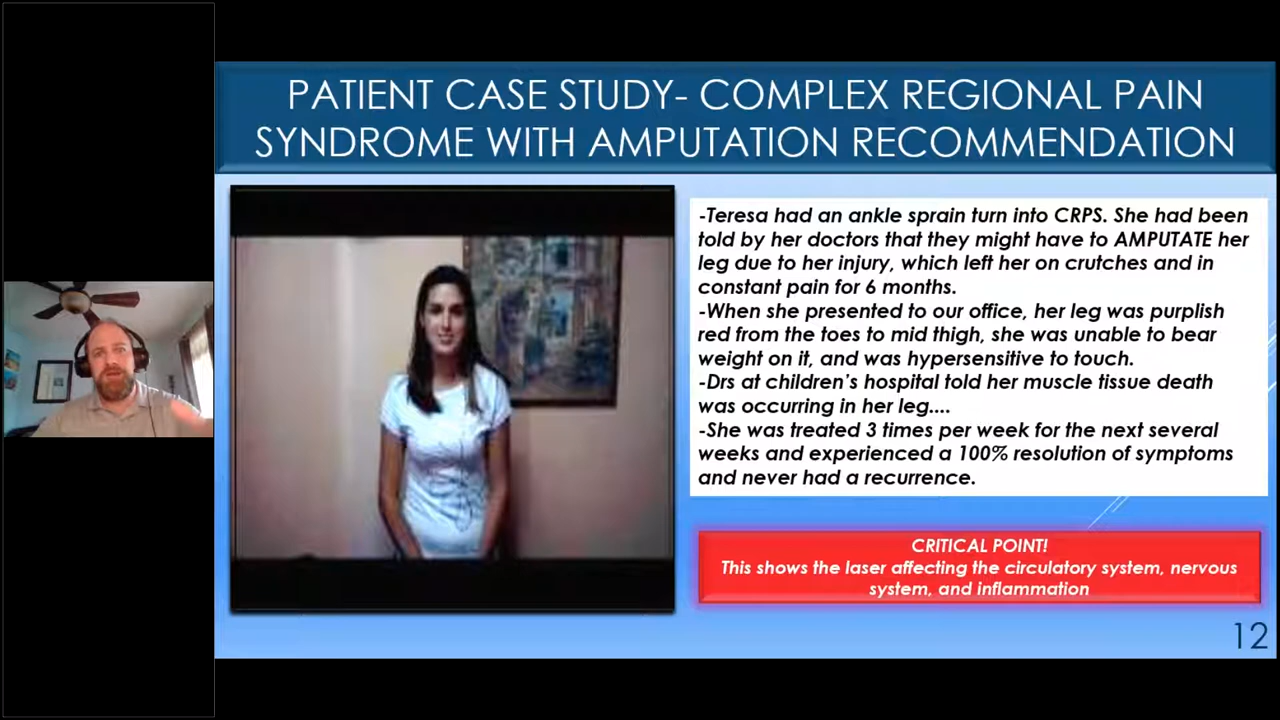 PATIENT CASE STUDY- COMPLEX REGIONAL PAIN
SYNDROME WITH AMPUTATION RECOMMENDATION
-Teresa had an ankle sprain turn into CRPS. She had been
told by her doctors that they might have to AMPUTATE her
leg due to her injury, which left her on crutches and in
constant pain for 6 months.
-When she presented to our office, her leg was purplish
red from the toes to mid thigh, she was unable to bear
weight on it, and was hypersensitive to touch.
-Drs at children's hospital told her muscle tissue death
was occurring in her leg....
-She was treated 3 times per week for the next several
weeks and experienced a 100% resolution of symptoms
and never had a recurrence.
CRITICAL POINT!
This shows the laser affecting the circulatory system, nervous
system, and inflammation
12